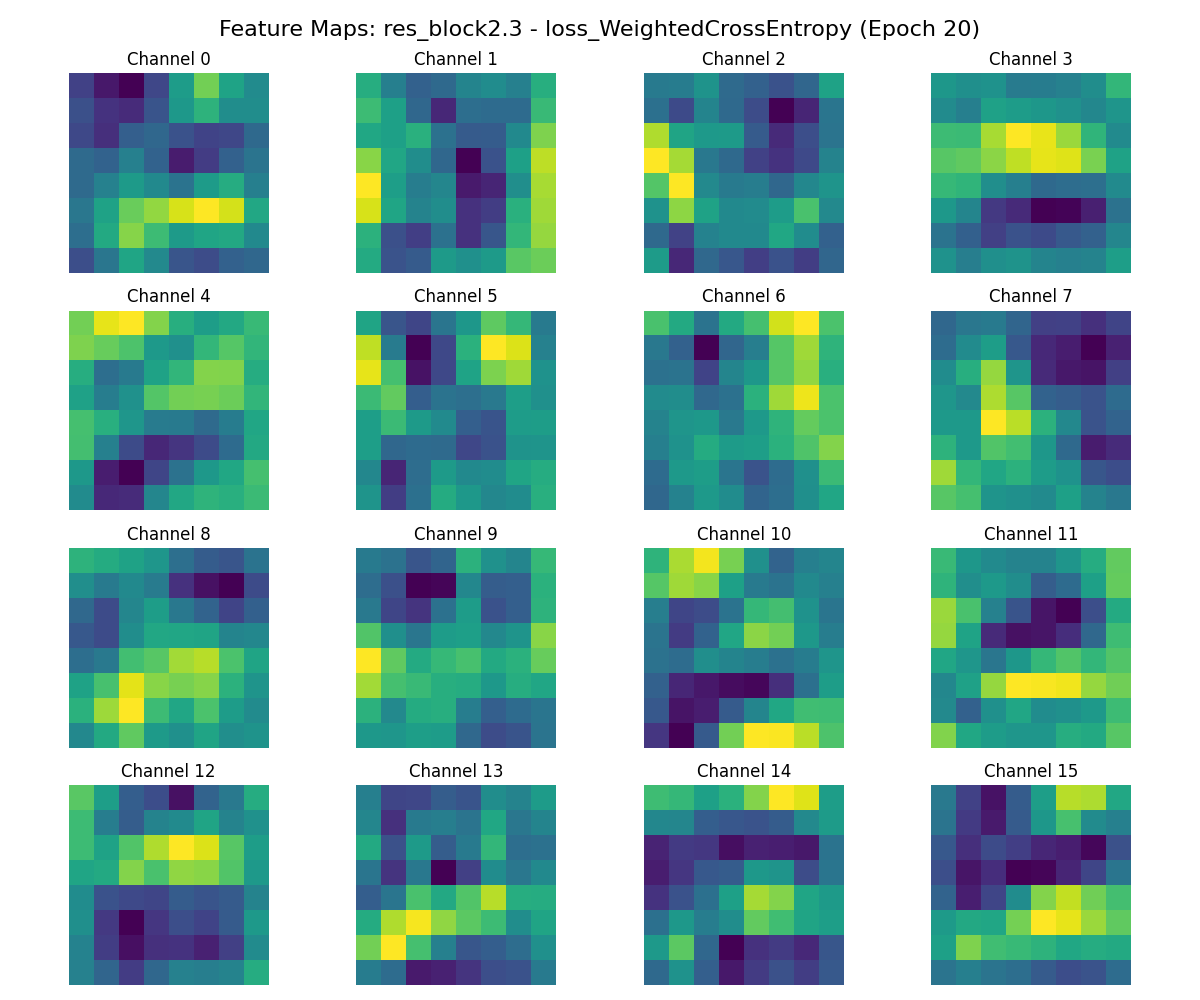 Feature Maps: res_block2.3 - loss_WeightedCrossEntropy (Epoch 20)
Channel 0 Channel 1 Channel 2 Channel 3
Channel 4 Channel 5 Channel 6 Channel 7
Channel 8 Channel 9 Channel 10 Channel 11
Channel 12 Channel 13 Channel 14 Channel 15